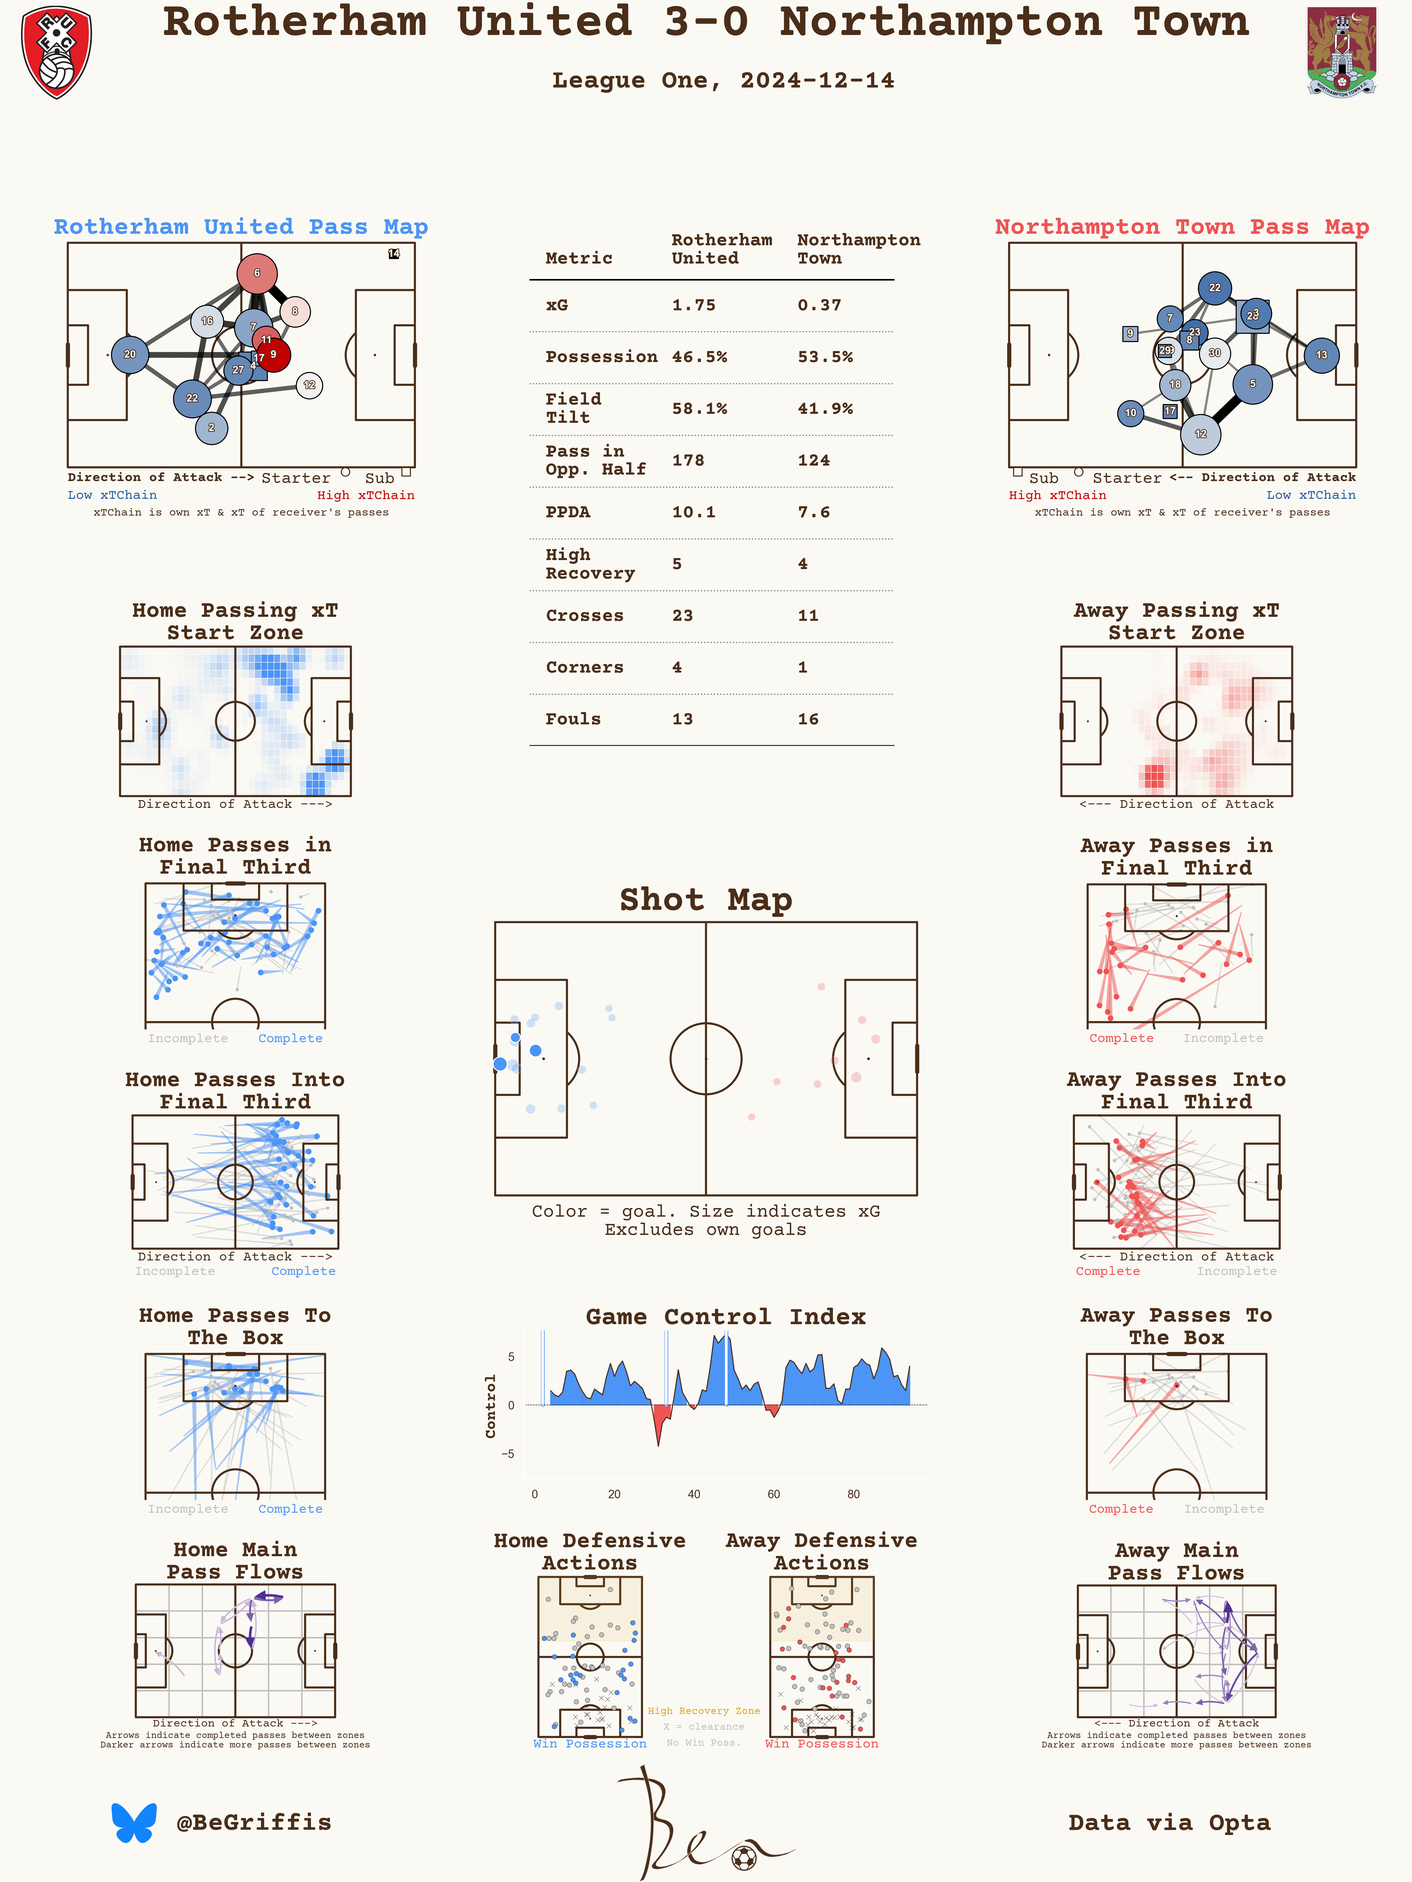 Rotherham United 3-0 Northampton Town
League One, 2024-12-14
R U F C
NORTHAMPTON TOWN F.C.
Rotherham United Pass Map
14
6
8
16
7
11
9
17
20
4
27
12
22
2
Direction of Attack --> Starter Sub
Low xTChain High xTChain
xTChain is own xT & xT of receiver's passes
Metric Rotherham United Northampton Town
xG 1.75 0.37
Possession 46.5% 53.5%
Field Tilt 58.1% 41.9%
Pass in Opp. Half 178 124
PPDA 10.1 7.6
High Recovery 5 4
Crosses 23 11
Corners 4 1
Fouls 13 16
Northampton Town Pass Map
22
7
3
9
23
8
29
30
13
18
5
10
17
12
Sub Starter <-- Direction of Attack
High xTChain Low xTChain
xTChain is own xT & xT of receiver's passes
Home Passing xT
Start Zone
Direction of Attack --->
Away Passing xT
Start Zone
<--- Direction of Attack
Home Passes in
Final Third
Incomplete Complete
Away Passes in
Final Third
Complete Incomplete
Shot Map
Color = goal. Size indicates xG
Excludes own goals
Home Passes Into
Final Third
Direction of Attack --->
Incomplete Complete
Away Passes Into
Final Third
<--- Direction of Attack
Complete Incomplete
Home Passes To
The Box
Incomplete Complete
Game Control Index
Control
5
0
−5
0 20 40 60 80
Away Passes To
The Box
Complete Incomplete
Home Main
Pass Flows
Direction of Attack --->
Arrows indicate completed passes between zones
Darker arrows indicate more passes between zones
Home Defensive
Actions
Win Possession
Away Defensive
Actions
Win Possession
High Recovery Zone
X = clearance
No Win Poss.
Away Main
Pass Flows
<--- Direction of Attack
Arrows indicate completed passes between zones
Darker arrows indicate more passes between zones
@BeGriffis
Ben
Data via Opta